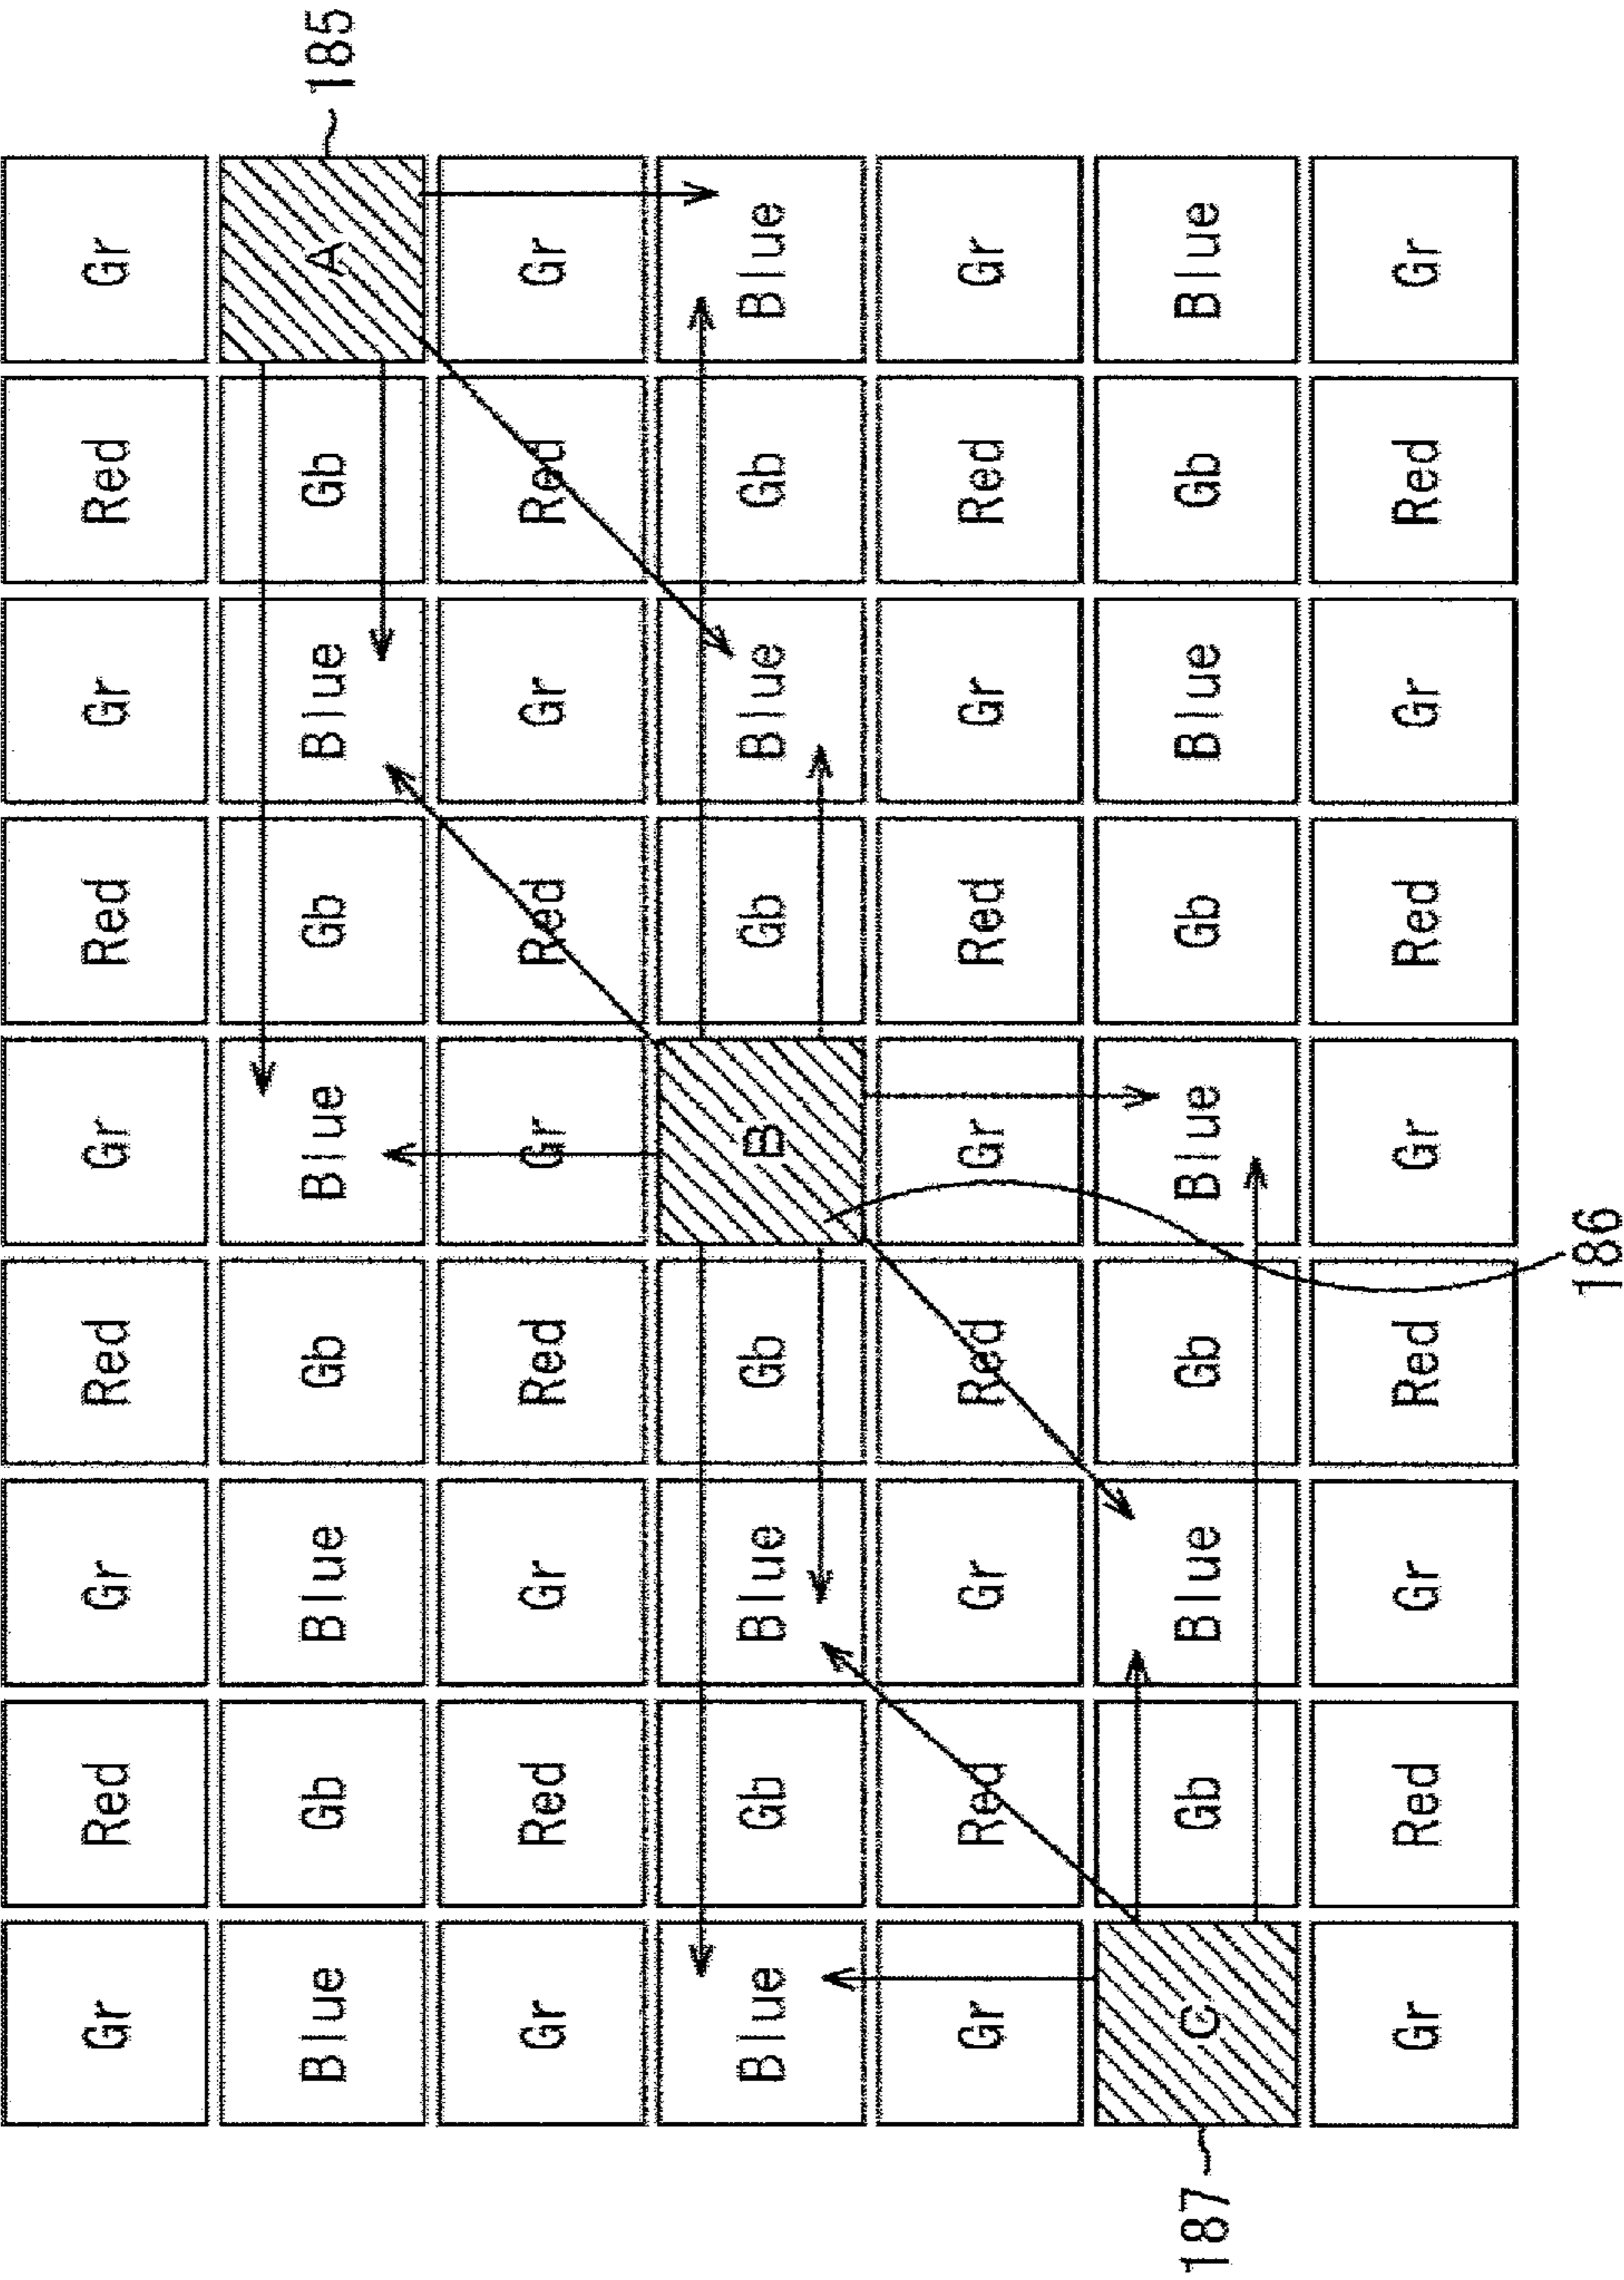 Gr Red Gr Red Gr Red Gr Red Gr
Blue Gb Blue Gb Blue Gb Blue Gb A 185
Gr Red Gr Red Gr Red Gr Red Gr
Blue Gb Blue Gb B Gb Blue Gb Blue
Gr Red Gr Red Gr Red Gr Red Gr
187 C Gb Blue Gb Blue Gb Blue Gb Blue
Gr Red Gr Red Gr Red Gr Red Gr
186